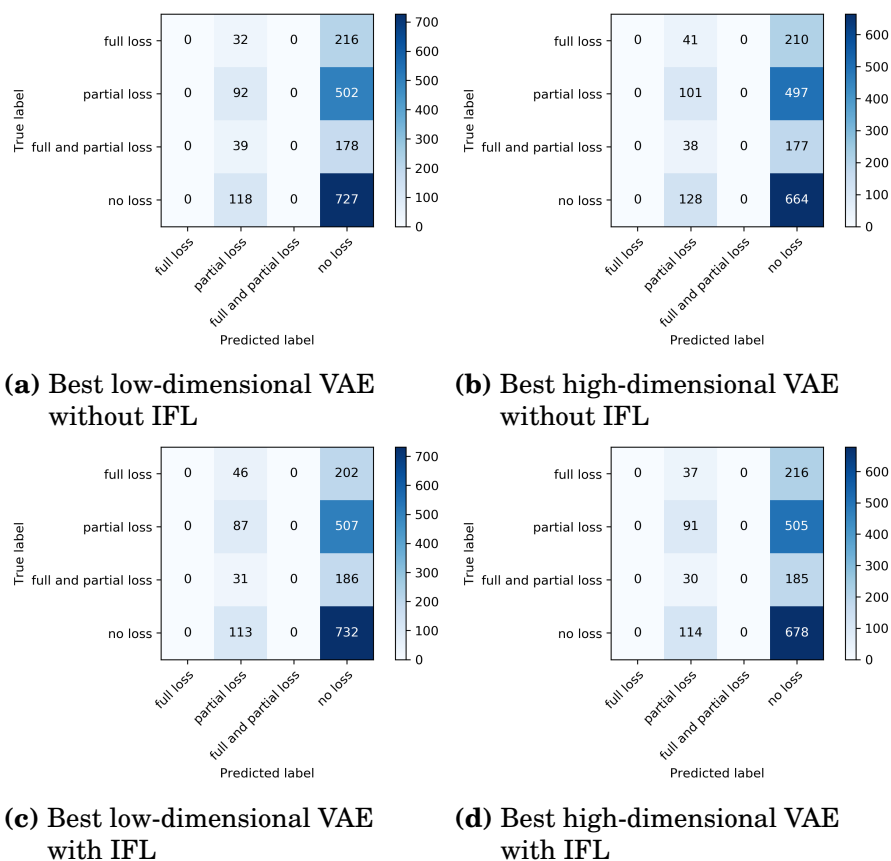 full loss 0 32 0 216
partial loss 0 92 0 502
full and partial loss 0 39 0 178
no loss 0 118 0 727
True label
700
600
500
400
300
200
100
0
full loss partial loss full and partial loss no loss
Predicted label
(a) Best low-dimensional VAE
without IFL
full loss 0 41 0 210
partial loss 0 101 0 497
full and partial loss 0 38 0 177
no loss 0 128 0 664
True label
600
500
400
300
200
100
0
full loss partial loss full and partial loss no loss
Predicted label
(b) Best high-dimensional VAE
without IFL
full loss 0 46 0 202
partial loss 0 87 0 507
full and partial loss 0 31 0 186
no loss 0 113 0 732
True label
700
600
500
400
300
200
100
0
full loss partial loss full and partial loss no loss
Predicted label
(c) Best low-dimensional VAE
with IFL
full loss 0 37 0 216
partial loss 0 91 0 505
full and partial loss 0 30 0 185
no loss 0 114 0 678
True label
600
500
400
300
200
100
0
full loss partial loss full and partial loss no loss
Predicted label
(d) Best high-dimensional VAE
with IFL